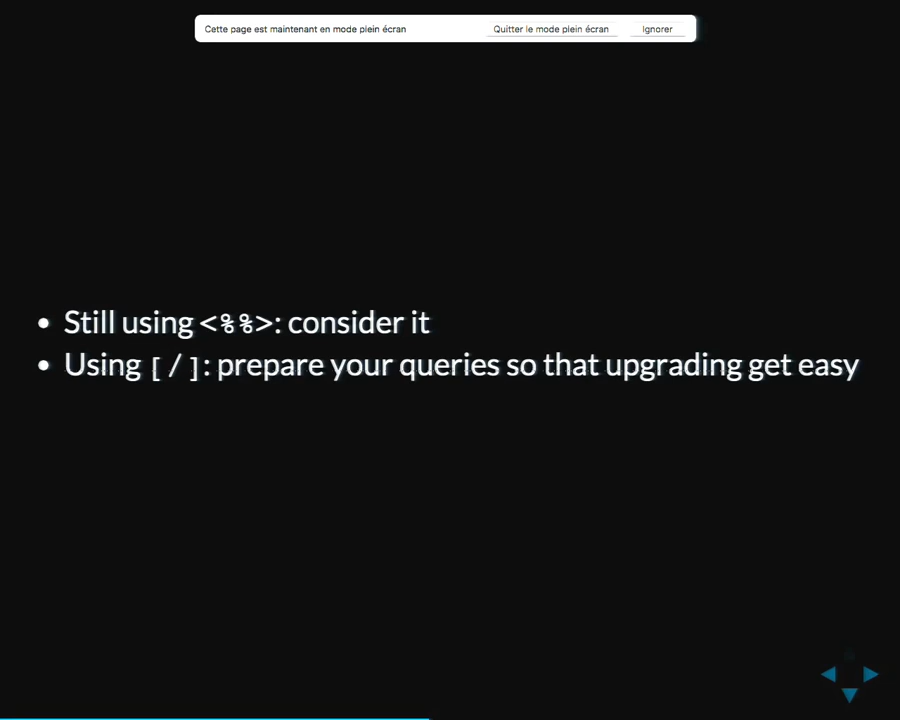 Cette page est maintenant en mode plein écran Quitter le mode plein écran Ignorer
Still using <%%>: consider it
Using [/]: prepare your queries so that upgrading get easy